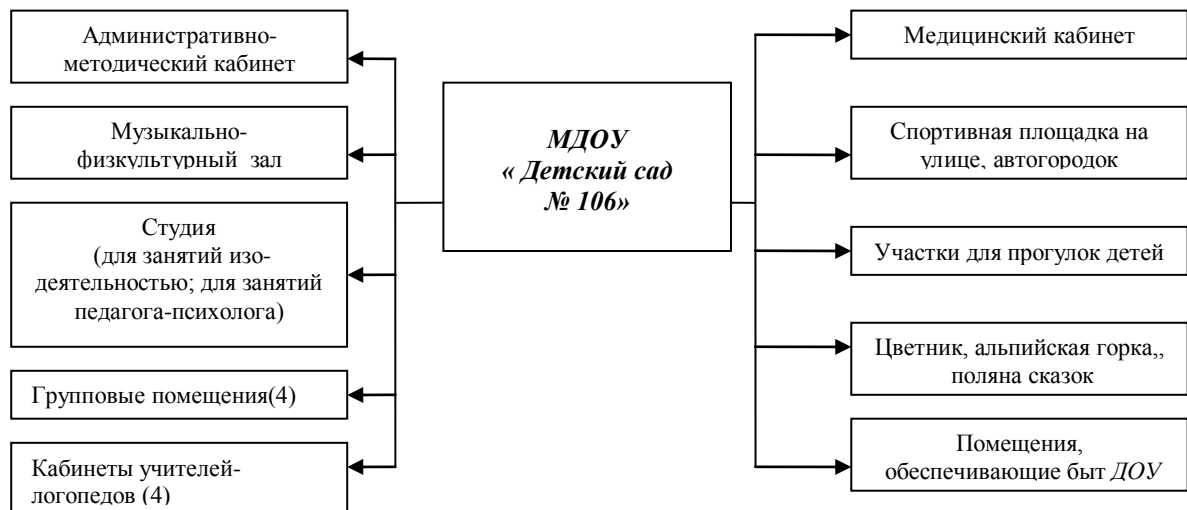 Административно-
методический кабинет
Музыкально-
физкультурный зал
Студия
(для занятий изо-
деятельностью; для занятий
педагога-психолога)
Групповые помещения(4)
Кабинеты учителей-
логопедов (4)
МДОУ
« Детский сад
№ 106»
Медицинский кабинет
Спортивная площадка на
улице, автогородок
Участки для прогулок детей
Цветник, альпийская горка,,
поляна сказок
Помещения,
обеспечивающие быт ДОУ